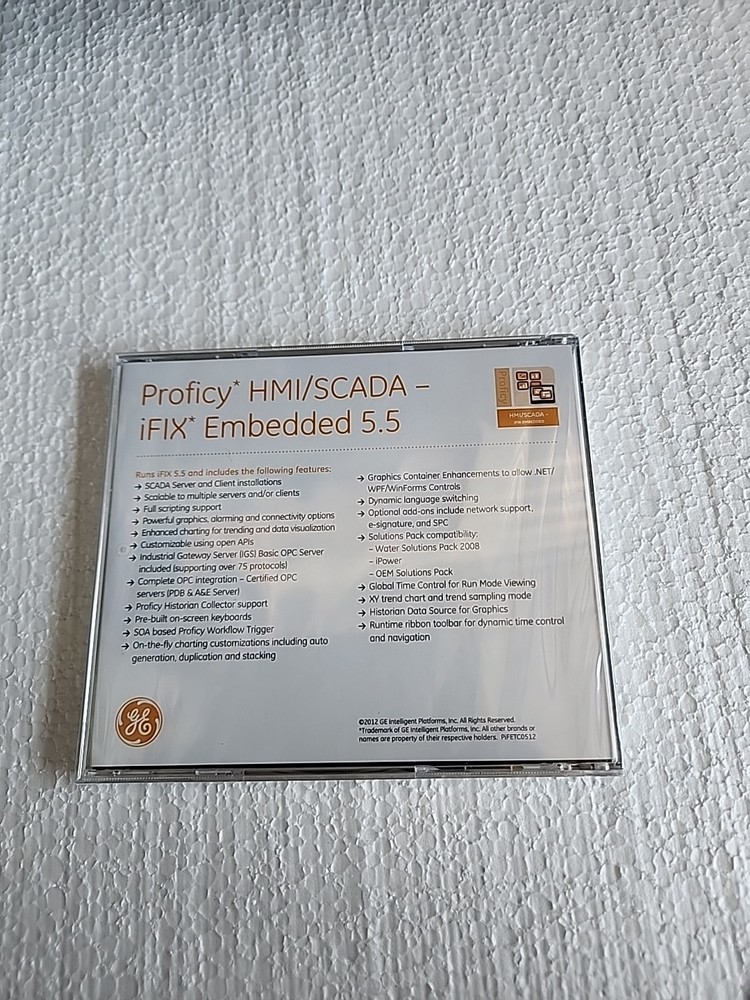 Proficy* HMI/SCADA –
iFIX* Embedded 5.5
Proficy
HMI/SCADA –
iFIX EMBEDDED
Runs iFIX 5.5 and includes the following features:
→ SCADA Server and Client installations
→ Scalable to multiple servers and/or clients
→ Full scripting support
→ Powerful graphics, alarming and connectivity options
→ Enhanced charting for trending and data visualization
→ Customizable using open APIs
→ Industrial Gateway Server (IGS) Basic OPC Server
included (supporting over 75 protocols)
→ Complete OPC integration – Certified OPC
servers (PDB & A&E Server)
→ Proficy Historian Collector support
→ Pre-built on-screen keyboards
→ SOA based Proficy Workflow Trigger
→ On-the-fly charting customizations including auto
generation, duplication and stacking
→ Graphics Container Enhancements to allow .NET/
WPF/WinForms Controls
→ Dynamic language switching
→ Optional add-ons include network support,
e-signature, and SPC
→ Solutions Pack compatibility:
– Water Solutions Pack 2008
– iPower
– OEM Solutions Pack
→ Global Time Control for Run Mode Viewing
→ XY trend chart and trend sampling mode
→ Historian Data Source for Graphics
→ Runtime ribbon toolbar for dynamic time control
and navigation
GE
©2012 GE Intelligent Platforms, Inc. All Rights Reserved.
*Trademark of GE Intelligent Platforms, Inc. All other brands or
names are property of their respective holders. PiFETC0512